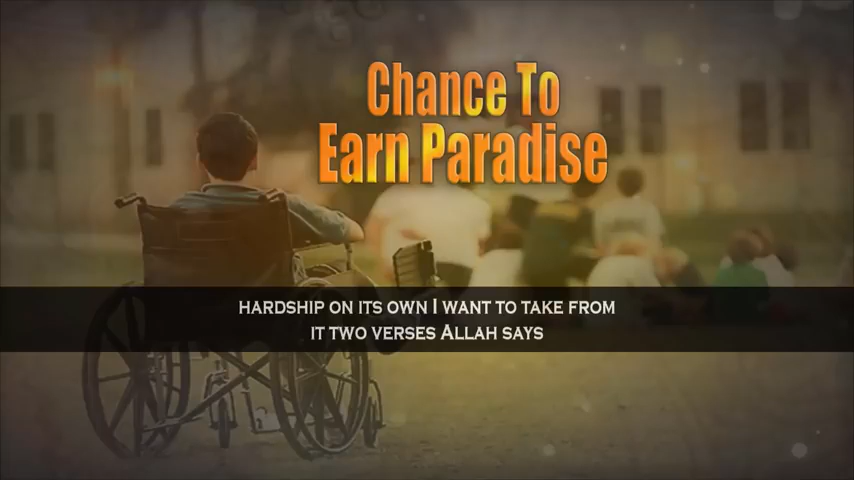 Chance To
Earn Paradise
HARDSHIP ON ITS OWN I WANT TO TAKE FROM
IT TWO VERSES ALLAH SAYS